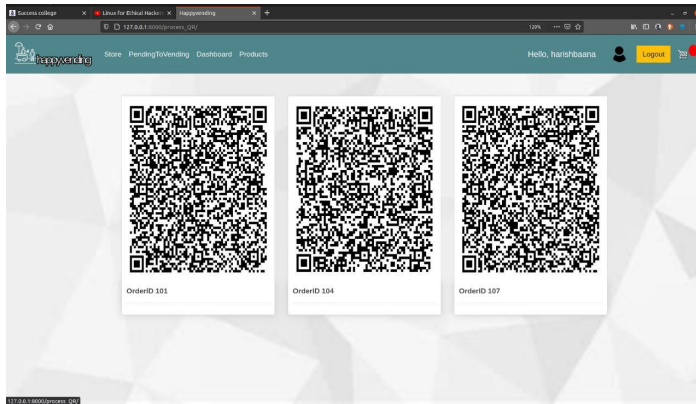 Success college
Linux for Ethical Hackers
Happyvending
127.0.0.1:8000/process_QR/
120%
happyvending
Store PendingToVending Dashboard Products
Hello, harishbaana
Logout
OrderID 101
OrderID 104
OrderID 107
127.0.0.1:8000/process_QR/